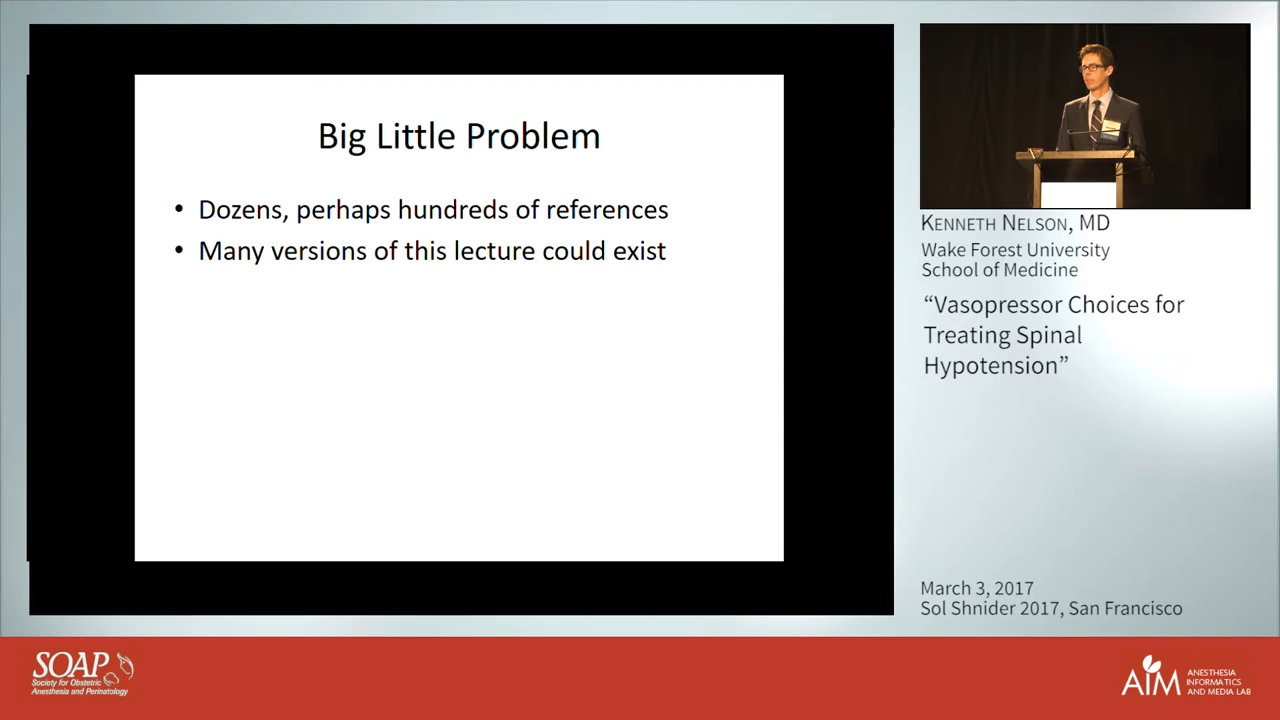 Big Little Problem
• Dozens, perhaps hundreds of references
• Many versions of this lecture could exist
KENNETH NELSON, MD
Wake Forest University
School of Medicine
“Vasopressor Choices for
Treating Spinal
Hypotension”
March 3, 2017
Sol Shnider 2017, San Francisco
SOAP
Society for Obstetric
Anesthesia and Perinatology
AIM
ANESTHESIA
INFORMATICS
AND MEDIA LAB